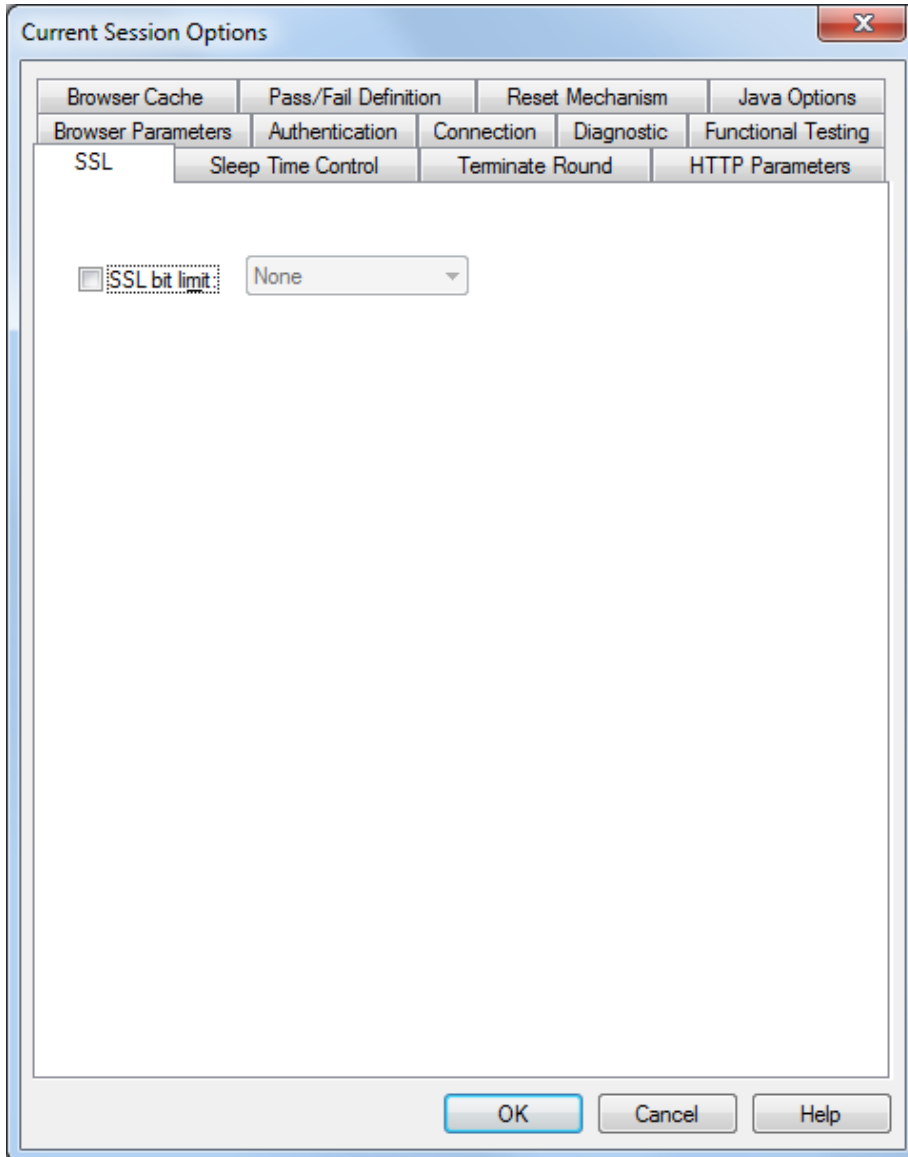 Current Session Options
Browser Cache Pass/Fail Definition Reset Mechanism Java Options
Browser Parameters Authentication Connection Diagnostic Functional Testing
SSL Sleep Time Control Terminate Round HTTP Parameters
SSL bit limit: None
OK Cancel Help